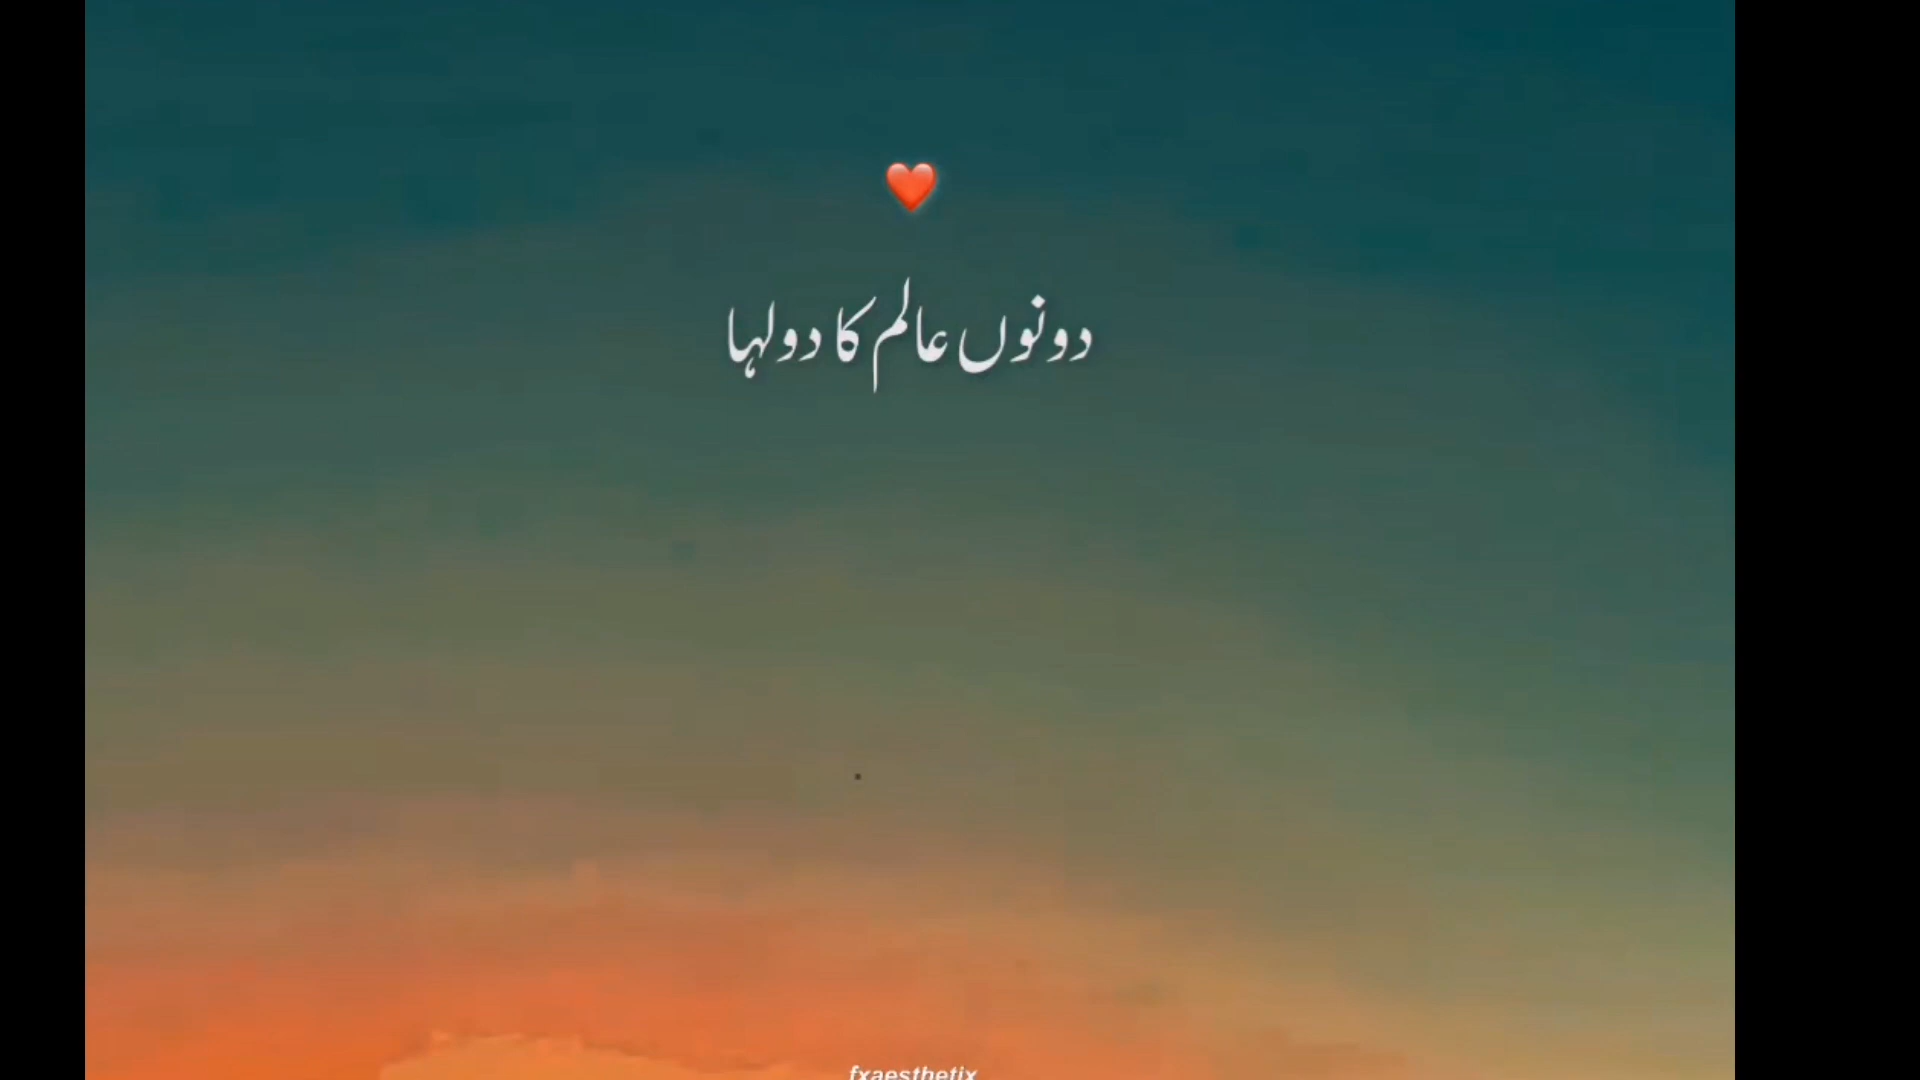 ❤️
دونوں عالم کا دولہا
fxaesthetix